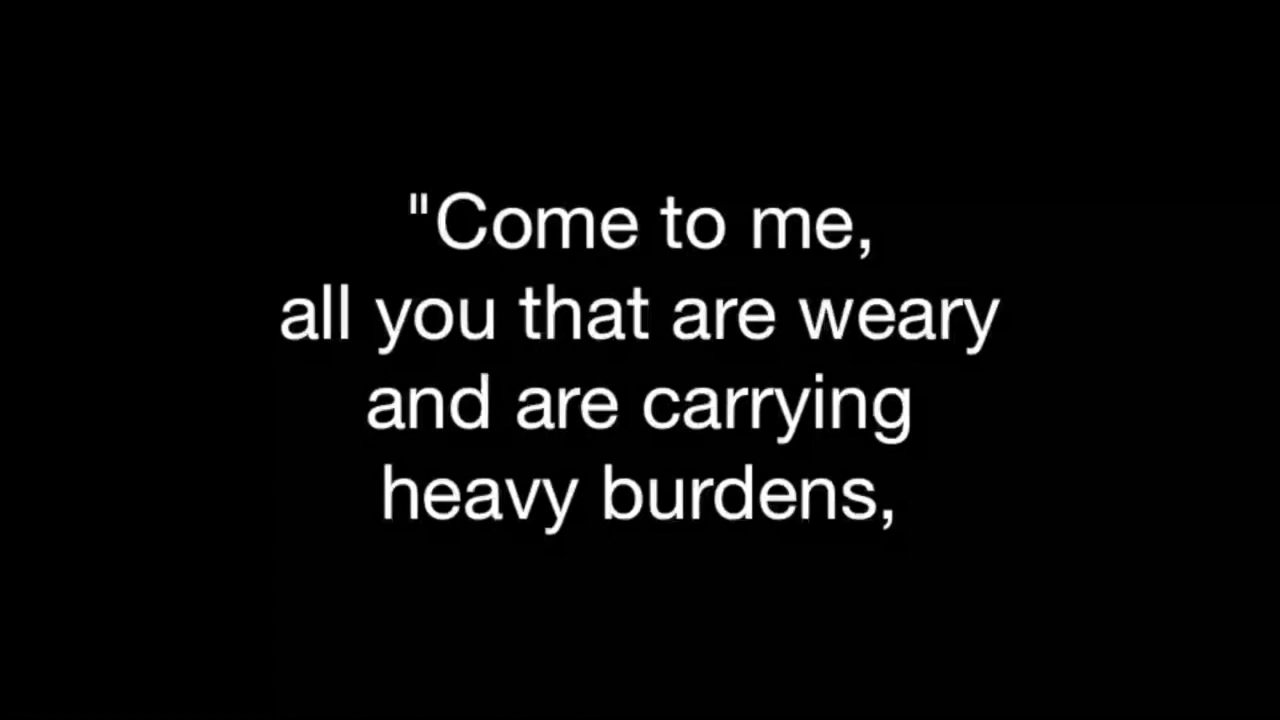 "Come to me,
all you that are weary
and are carrying
heavy burdens,